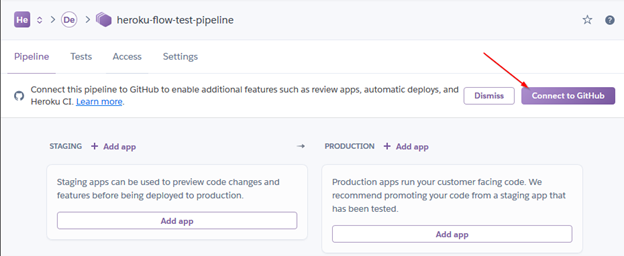 He De heroku-flow-test-pipeline ?
Pipeline Tests Access Settings
Connect this pipeline to GitHub to enable additional features such as review apps, automatic deploys, and
Heroku CI. Learn more.
Dismiss
Connect to GitHub
STAGING + Add app
Staging apps can be used to preview code changes and
features before being deployed to production.
Add app
PRODUCTION + Add app
Production apps run your customer facing code. We
recommend promoting your code from a staging app that
has been tested.
Add app